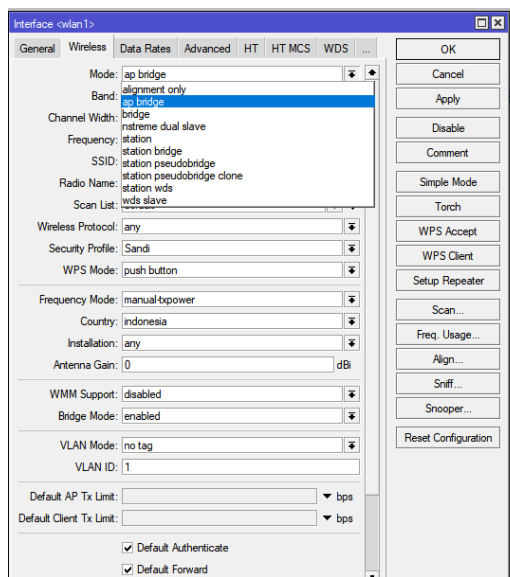 Interface <wlan1>
General Wireless Data Rates Advanced HT HT MCS WDS ...
Mode: ap bridge
alignment only
ap bridge
bridge
nstreme dual slave
station
station bridge
station pseudobridge
station pseudobridge clone
station wds
wds slave
Band:
Channel Width:
Frequency:
SSID:
Radio Name:
Scan List:
Wireless Protocol: any
Security Profile: Sandi
WPS Mode: push button
Frequency Mode: manual-txpower
Country: indonesia
Installation: any
Antenna Gain: 0 dBi
WMM Support: disabled
Bridge Mode: enabled
VLAN Mode: no tag
VLAN ID: 1
Default AP Tx Limit: bps
Default Client Tx Limit: bps
Default Authenticate
Default Forward
OK
Cancel
Apply
Disable
Comment
Simple Mode
Torch
WPS Accept
WPS Client
Setup Repeater
Scan...
Freq. Usage...
Align...
Sniff...
Snooper...
Reset Configuration